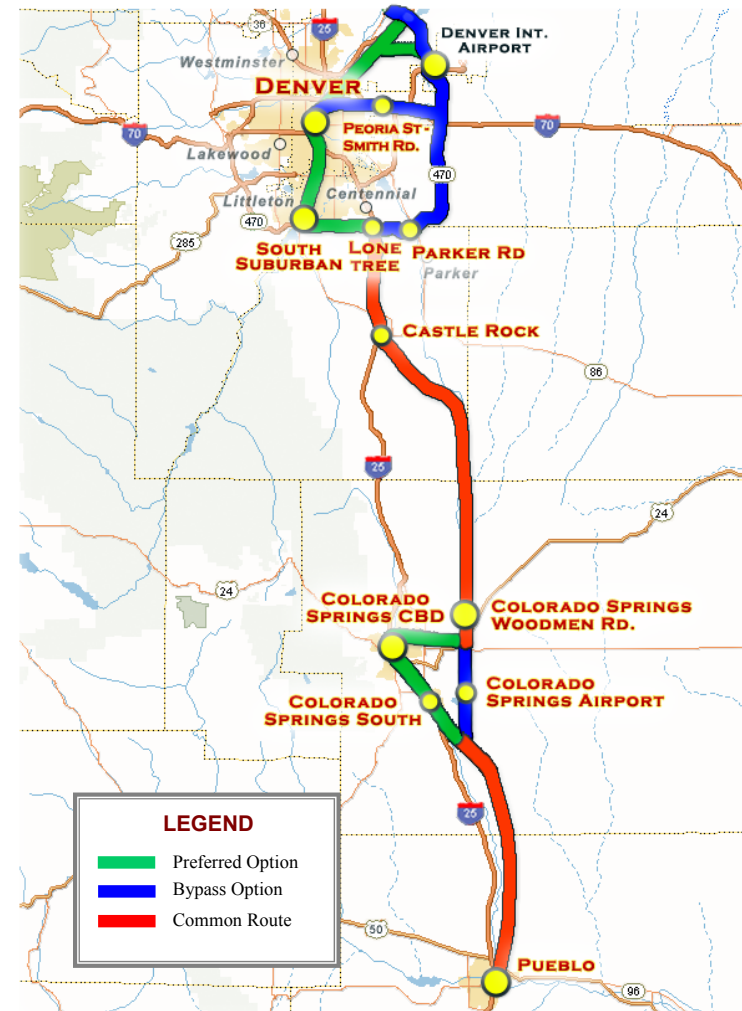 36
25
DENVER INT.
AIRPORT
Westminster
DENVER
70
PEORIA ST-
SMITH RD.
70
Lakewood
470
Littleton
Centennial
470
285
SOUTH
SUBURBAN
LONE
TREE
PARKER RD
Parker
CASTLE ROCK
86
25
24
24
COLORADO
SPRINGS CBD
COLORADO SPRINGS
WOODMEN RD.
COLORADO
SPRINGS AIRPORT
COLORADO
SPRINGS SOUTH
25
LEGEND
Preferred Option
Bypass Option
Common Route
50
PUEBLO
96